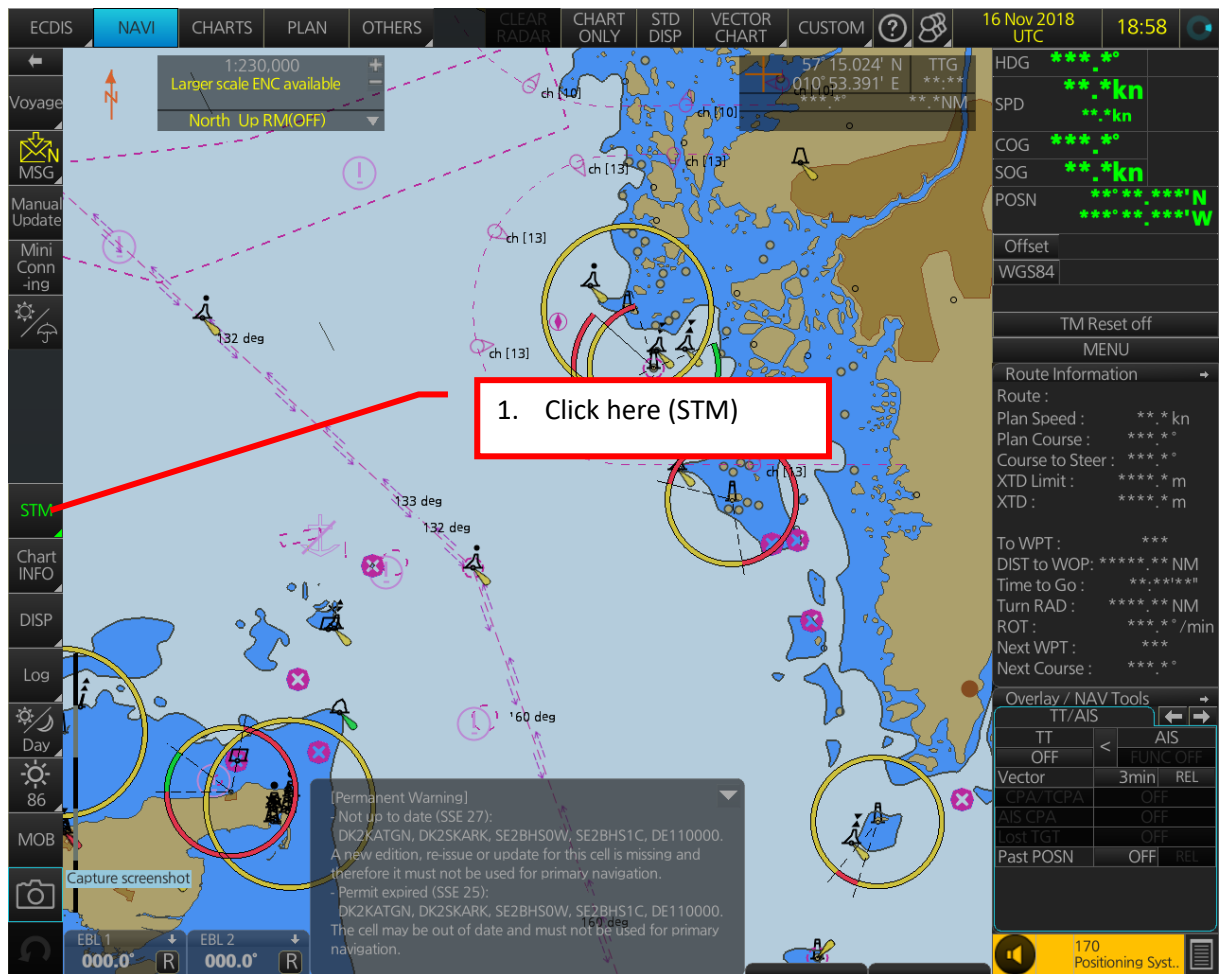 ECDIS NAVI CHARTS PLAN OTHERS CLEAR RADAR CHART ONLY STD DISP VECTOR CHART CUSTOM ? 16 Nov 2018 UTC 18:58
Voyage
N
MSG
Manual
Update
Mini
Conn
-ing
STM
Chart
INFO
DISP
Log
Day
86
MOB
Capture screenshot
1:230,000 + −
Larger scale ENC available
North Up RM(OFF)
N
57° 15.024' N TTG
010° 53.391' E **:**
***.*° **.*NM
ch [10]
ch [10]
ch [10]
ch [13]
ch [13]
ch [13]
ch [13]
ch [13]
132 deg
133 deg
132 deg
160 deg
160 deg
1. Click here (STM)
[Permanent Warning]
- Not up to date (SSE 27):
DK2KATGN, DK2SKARK, SE2BHS0W, SE2BHS1C, DE110000.
A new edition, re-issue or update for this cell is missing and
therefore it must not be used for primary navigation.
- Permit expired (SSE 25):
DK2KATGN, DK2SKARK, SE2BHS0W, SE2BHS1C, DE110000.
The cell may be out of date and must not be used for primary
navigation.
EBL 1 EBL 2
000.0° R 000.0° R
HDG ***.*°
SPD **.*kn
**.*kn
COG ***.*°
SOG **.*kn
POSN **°**.***'N
***°**.***'W
Offset
WGS84
TM Reset off
MENU
Route Information
Route :
Plan Speed : **.* kn
Plan Course : ***.*°
Course to Steer : ***.*°
XTD Limit : ****.* m
XTD : ****.* m
To WPT : ***
DIST to WOP: *****.** NM
Time to Go : **:**'**"
Turn RAD : ****.** NM
ROT : ***.*°/min
Next WPT : ***
Next Course : ***.*°
Overlay / NAV Tools
TT/AIS
TT < AIS
OFF FUNC OFF
Vector 3min REL
CPA/TCPA OFF
AIS CPA OFF
Lost TGT OFF
Past POSN OFF REL
170
Positioning Syst..